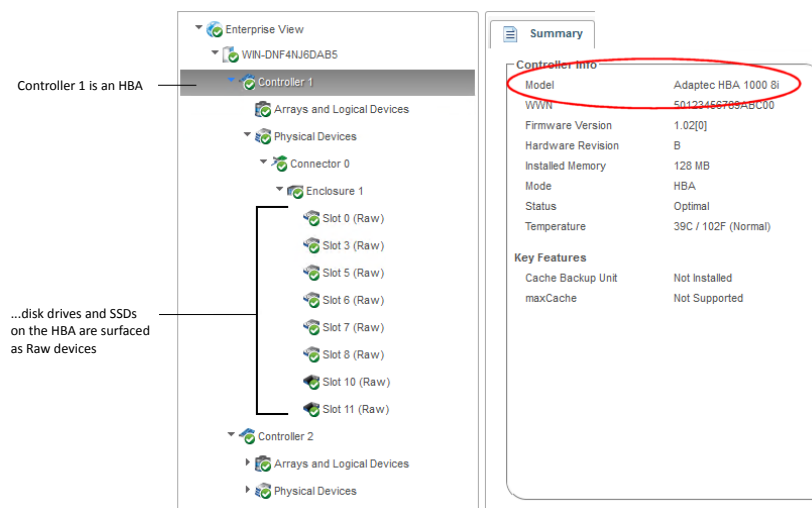 Controller 1 is an HBA
...disk drives and SSDs
on the HBA are surfaced
as Raw devices
Enterprise View
WIN-DNF4NJ6DAB5
Controller 1
Arrays and Logical Devices
Physical Devices
Connector 0
Enclosure 1
Slot 0 (Raw)
Slot 3 (Raw)
Slot 5 (Raw)
Slot 6 (Raw)
Slot 7 (Raw)
Slot 8 (Raw)
Slot 10 (Raw)
Slot 11 (Raw)
Controller 2
Arrays and Logical Devices
Physical Devices
Summary
Controller Info
Model Adaptec HBA 1000 8i
WWN 50123456789ABC00
Firmware Version 1.02[0]
Hardware Revision B
Installed Memory 128 MB
Mode HBA
Status Optimal
Temperature 39C / 102F (Normal)
Key Features
Cache Backup Unit Not Installed
maxCache Not Supported